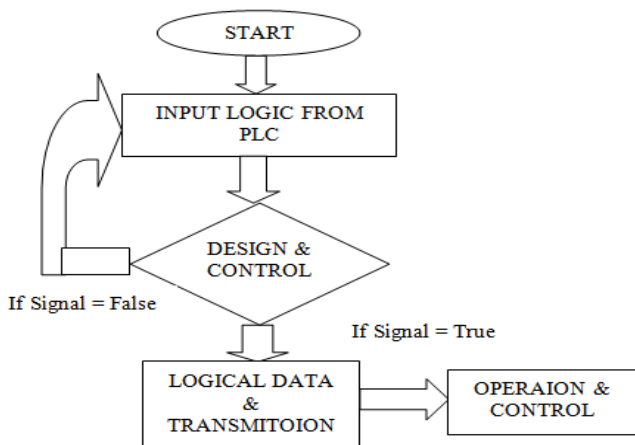 START
INPUT LOGIC FROM
PLC
DESIGN &
CONTROL
If Signal = False
If Signal = True
LOGICAL DATA
&
TRANSMITOION
OPERAION &
CONTROL